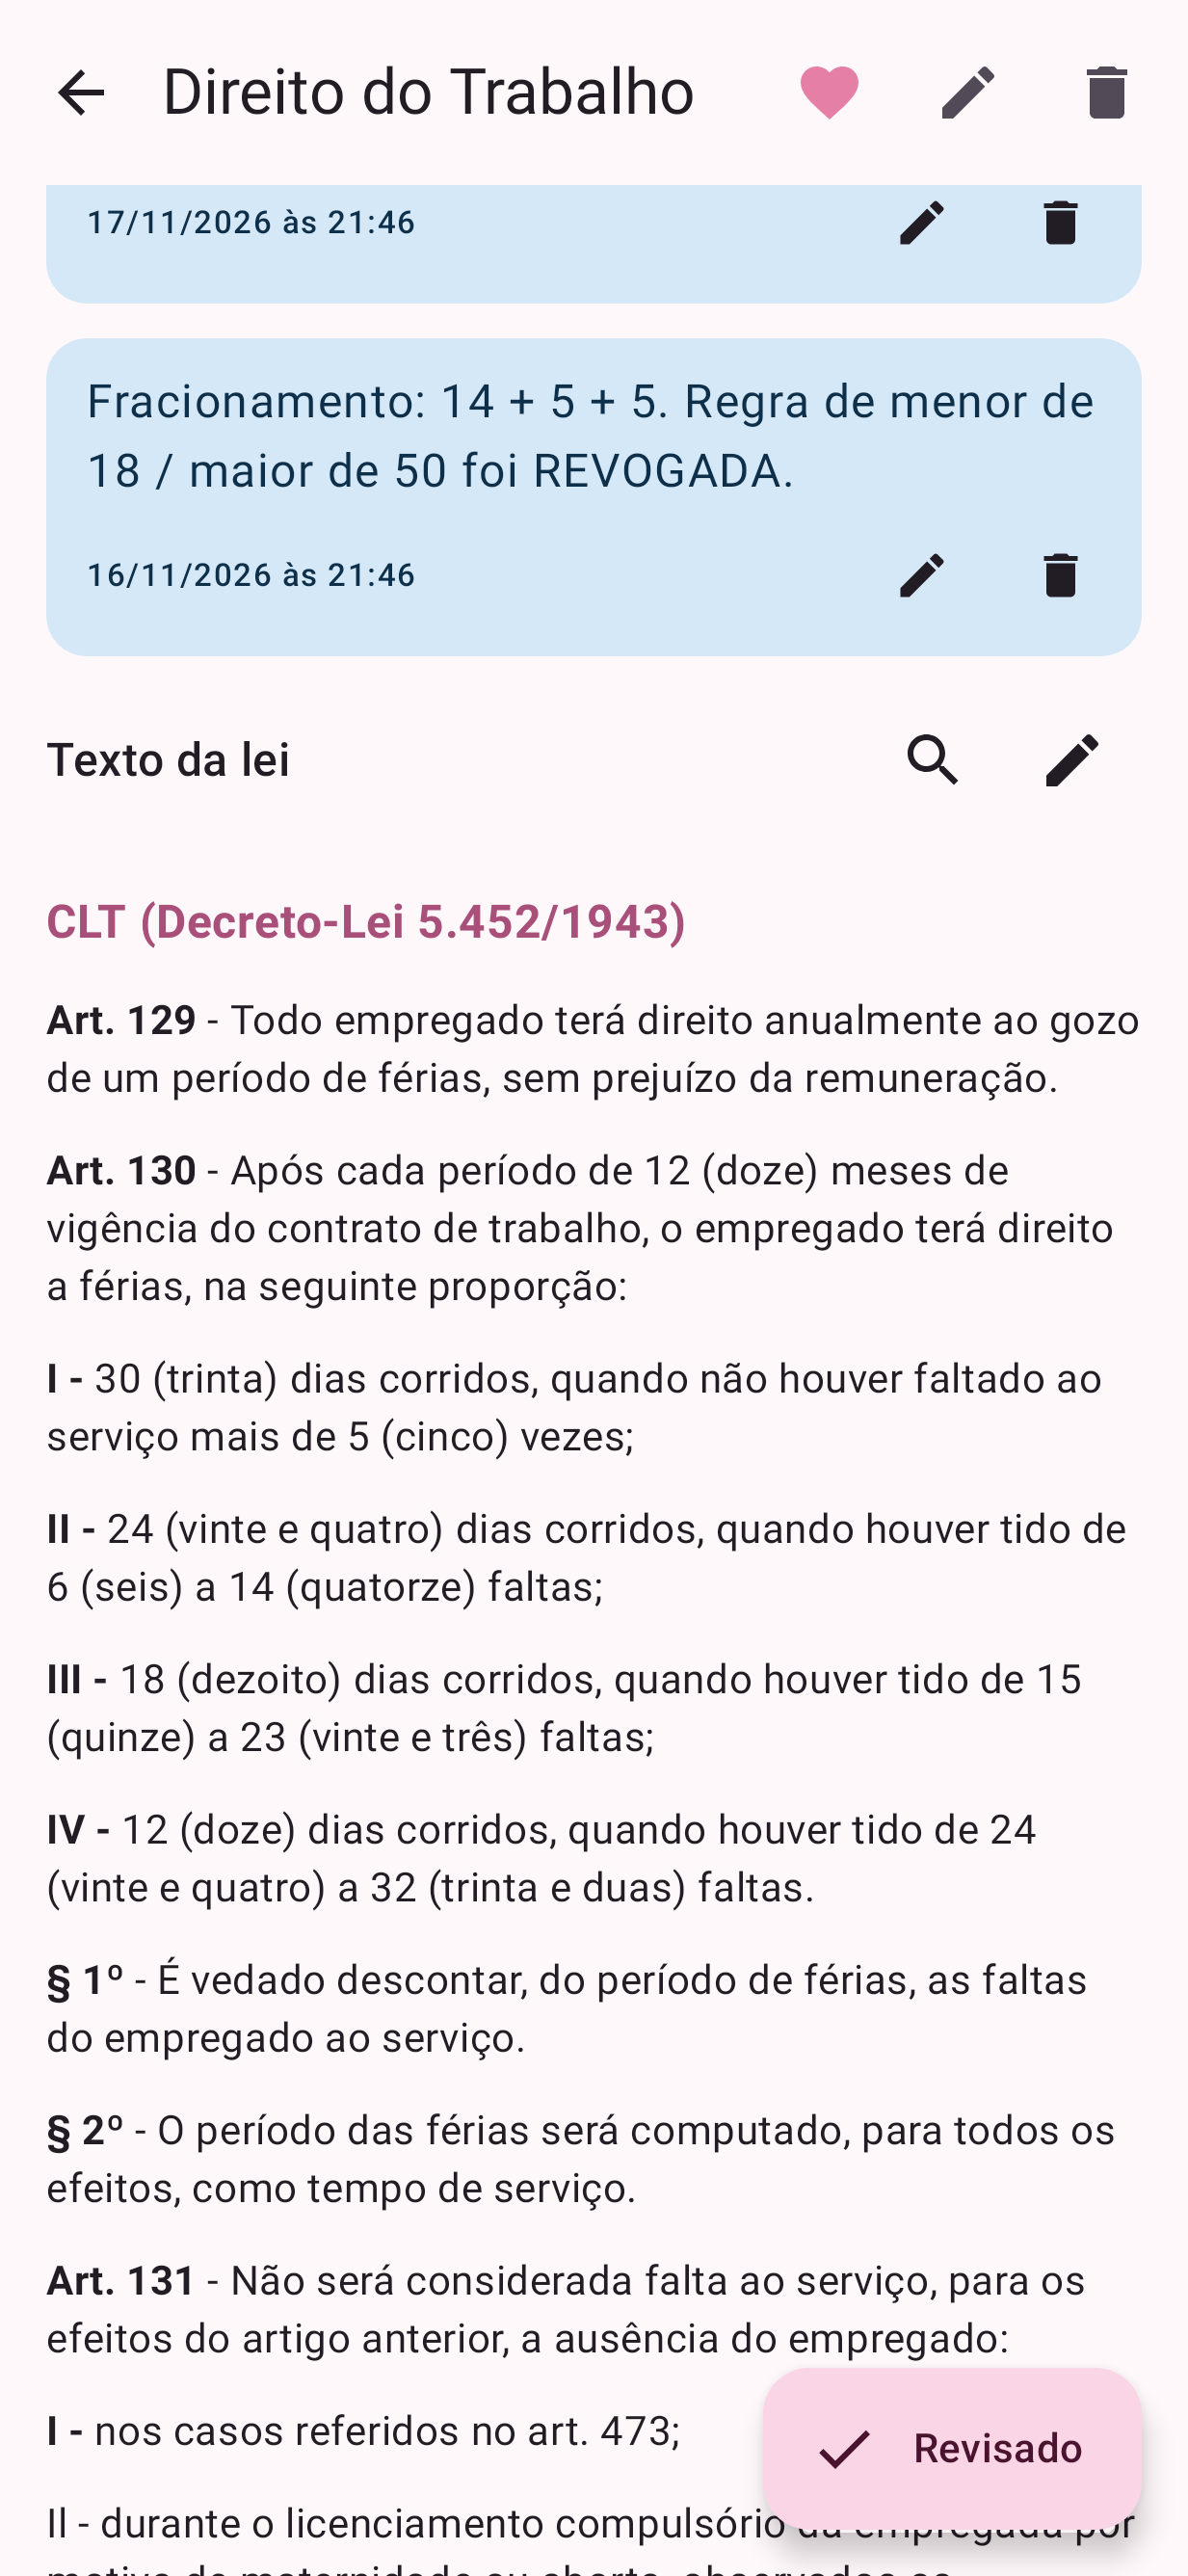 Direito do Trabalho
17/11/2026 às 21:46
Fracionamento: 14 + 5 + 5. Regra de menor de
18 / maior de 50 foi REVOGADA.
16/11/2026 às 21:46
Texto da lei
CLT (Decreto-Lei 5.452/1943)
Art. 129 - Todo empregado terá direito anualmente ao gozo
de um período de férias, sem prejuízo da remuneração.
Art. 130 - Após cada período de 12 (doze) meses de
vigência do contrato de trabalho, o empregado terá direito
a férias, na seguinte proporção:
I - 30 (trinta) dias corridos, quando não houver faltado ao
serviço mais de 5 (cinco) vezes;
II - 24 (vinte e quatro) dias corridos, quando houver tido de
6 (seis) a 14 (quatorze) faltas;
III - 18 (dezoito) dias corridos, quando houver tido de 15
(quinze) a 23 (vinte e três) faltas;
IV - 12 (doze) dias corridos, quando houver tido de 24
(vinte e quatro) a 32 (trinta e duas) faltas.
§ 1º - É vedado descontar, do período de férias, as faltas
do empregado ao serviço.
§ 2º - O período das férias será computado, para todos os
efeitos, como tempo de serviço.
Art. 131 - Não será considerada falta ao serviço, para os
efeitos do artigo anterior, a ausência do empregado:
I - nos casos referidos no art. 473;
Revisado
Il - durante o licenciamento compulsório da empregada por